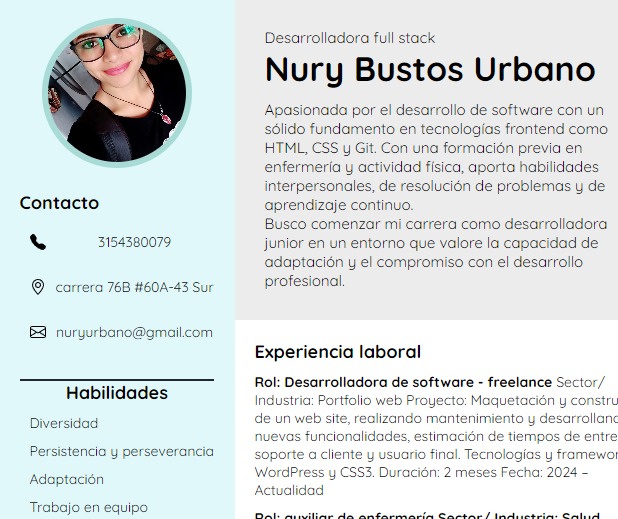 Contacto
3154380079
carrera 76B #60A-43 Sur
nuryurbano@gmail.com
Habilidades
Diversidad
Persistencia y perseverancia
Adaptación
Trabajo en equipo
Desarrolladora full stack
Nury Bustos Urbano
Apasionada por el desarrollo de software con un
sólido fundamento en tecnologías frontend como
HTML, CSS y Git. Con una formación previa en
enfermería y actividad física, aporta habilidades
interpersonales, de resolución de problemas y de
aprendizaje continuo.
Busco comenzar mi carrera como desarrolladora
junior en un entorno que valore la capacidad de
adaptación y el compromiso con el desarrollo
profesional.
Experiencia laboral
Rol: Desarrolladora de software - freelance Sector/
Industria: Portfolio web Proyecto: Maquetación y constru
de un web site, realizando mantenimiento y desarrolland
nuevas funcionalidades, estimación de tiempos de entre
soporte a cliente y usuario final. Tecnologías y framewor
WordPress y CSS3. Duración: 2 meses Fecha: 2024 –
Actualidad
Rol: auxiliar de enfermería Sector/ Industria: Salud